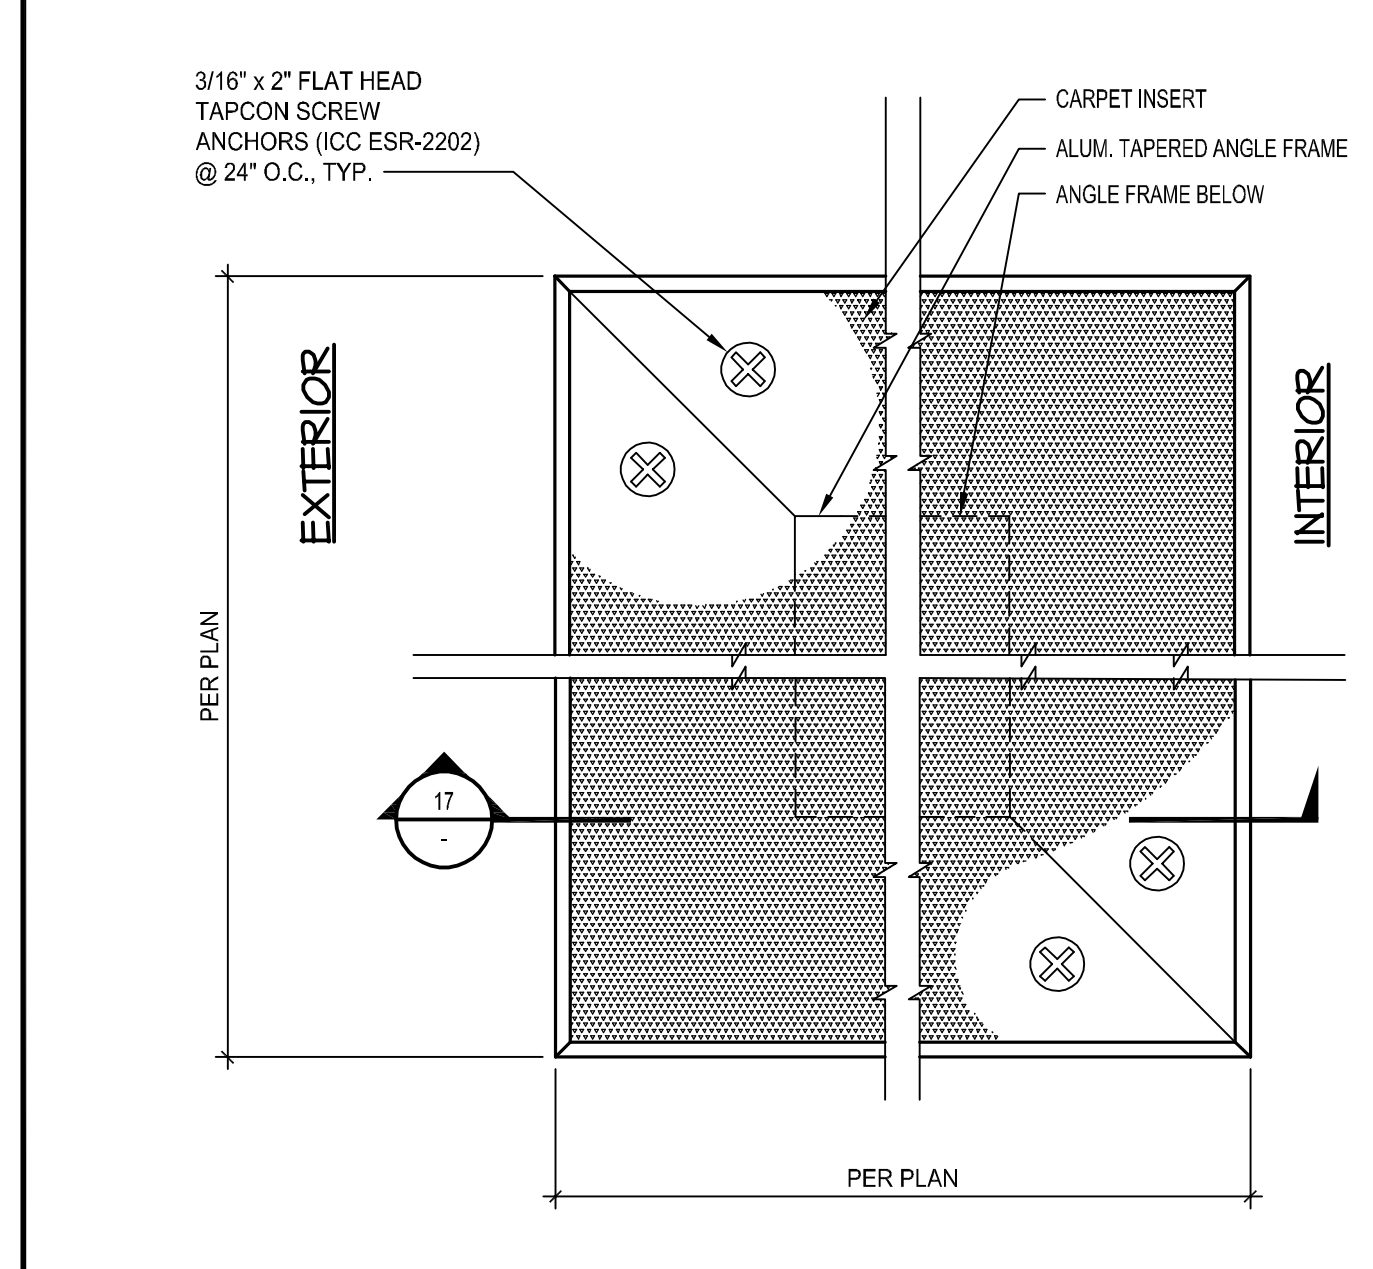 3/16" x 2" FLAT HEAD
TAPCON SCREW
ANCHORS (ICC ESR-2202)
@ 24" O.C., TYP.
CARPET INSERT
ALUM. TAPERED ANGLE FRAME
ANGLE FRAME BELOW
EXTERIOR
INTERIOR
PER PLAN
17
-
PER PLAN